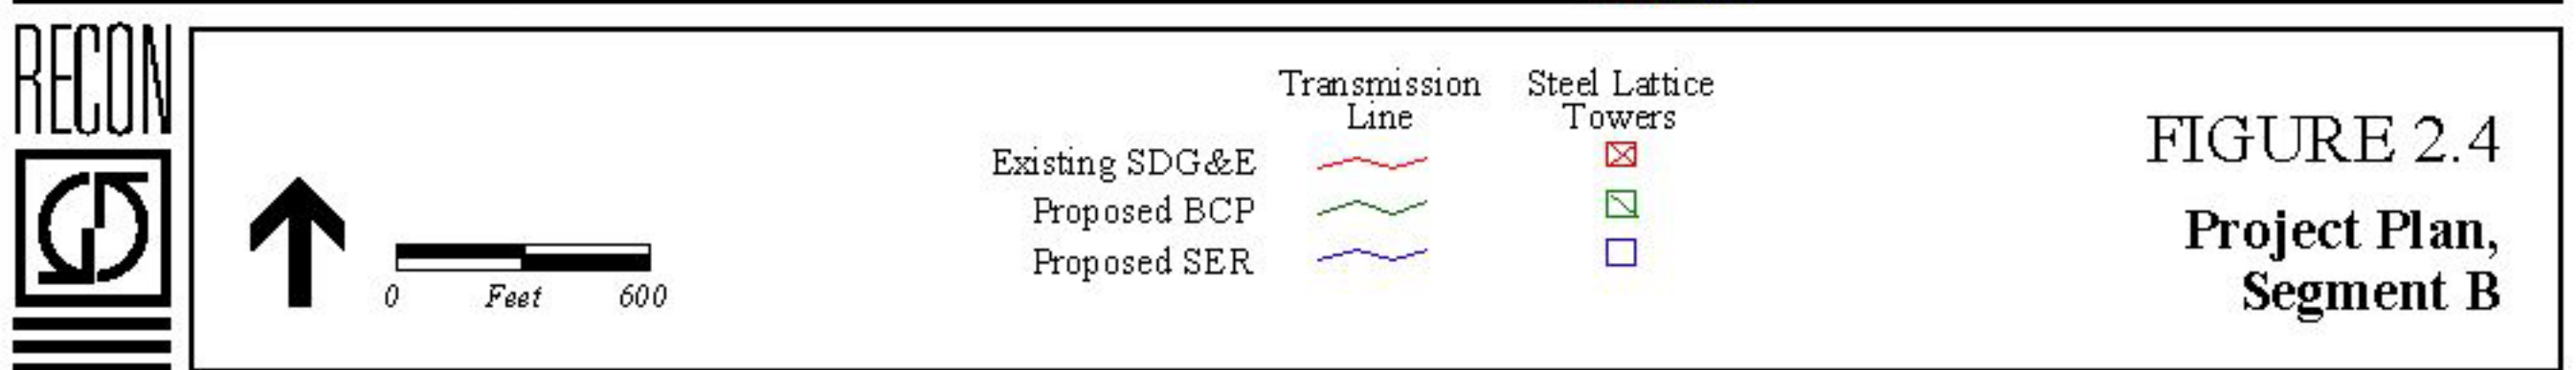 RECON
0 Feet 600
Transmission
Line
Steel Lattice
Towers
Existing SDG&E
Proposed BCP
Proposed SER
FIGURE 2.4
Project Plan,
Segment B